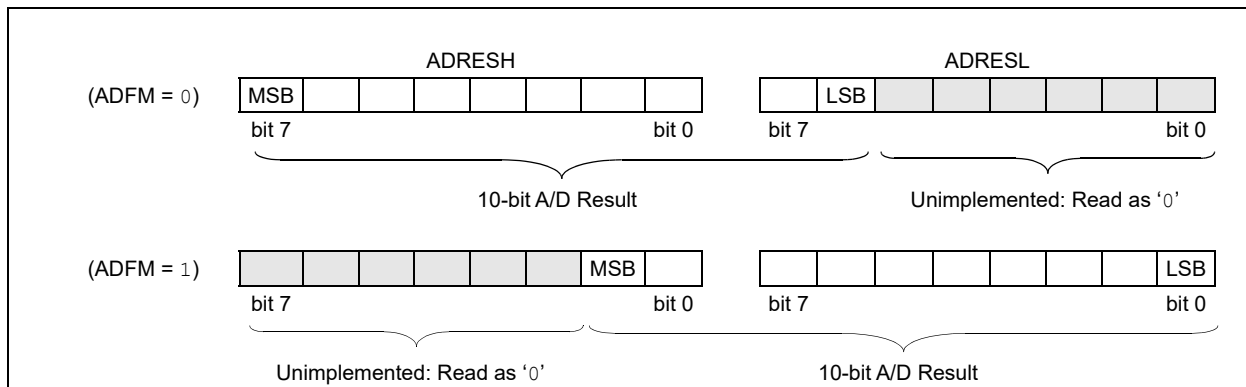 ADRESH ADRESL
(ADFM = 0) MSB LSB
bit 7 bit 0 bit 7 bit 0
10-bit A/D Result Unimplemented: Read as ‘0’
(ADFM = 1) MSB LSB
bit 7 bit 0 bit 7 bit 0
Unimplemented: Read as ‘0’ 10-bit A/D Result